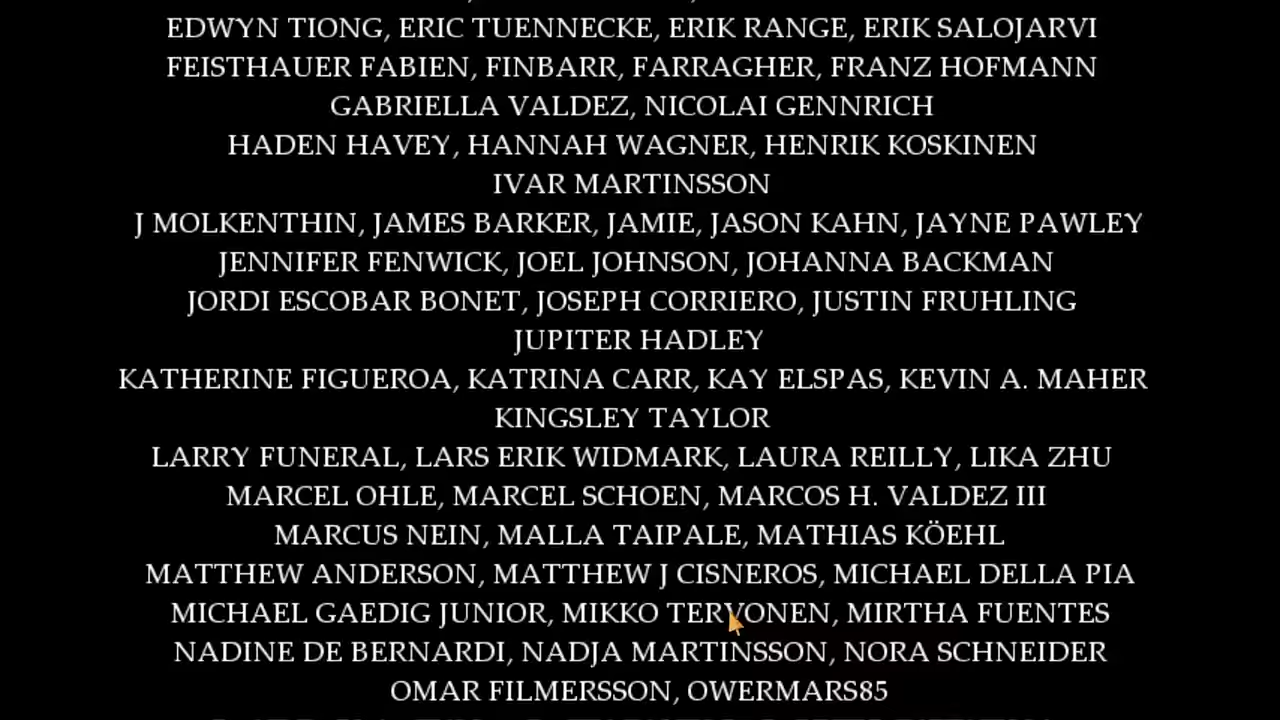 EDWYN TIONG, ERIC TUENNECKE, ERIK RANGE, ERIK SALOJARVI
FEISTHAUER FABIEN, FINBARR, FARRAGHER, FRANZ HOFMANN
GABRIELLA VALDEZ, NICOLAI GENNRICH
HADEN HAVEY, HANNAH WAGNER, HENRIK KOSKINEN
IVAR MARTINSSON
J MOLKENTHIN, JAMES BARKER, JAMIE, JASON KAHN, JAYNE PAWLEY
JENNIFER FENWICK, JOEL JOHNSON, JOHANNA BACKMAN
JORDI ESCOBAR BONET, JOSEPH CORRIERO, JUSTIN FRUHLING
JUPITER HADLEY
KATHERINE FIGUEROA, KATRINA CARR, KAY ELSPAS, KEVIN A. MAHER
KINGSLEY TAYLOR
LARRY FUNERAL, LARS ERIK WIDMARK, LAURA REILLY, LIKA ZHU
MARCEL OHLE, MARCEL SCHOEN, MARCOS H. VALDEZ III
MARCUS NEIN, MALLA TAIPALE, MATHIAS KÖEHL
MATTHEW ANDERSON, MATTHEW J CISNEROS, MICHAEL DELLA PIA
MICHAEL GAEDIG JUNIOR, MIKKO TERVONEN, MIRTHA FUENTES
NADINE DE BERNARDI, NADJA MARTINSSON, NORA SCHNEIDER
OMAR FILMERSSON, OWERMARS85